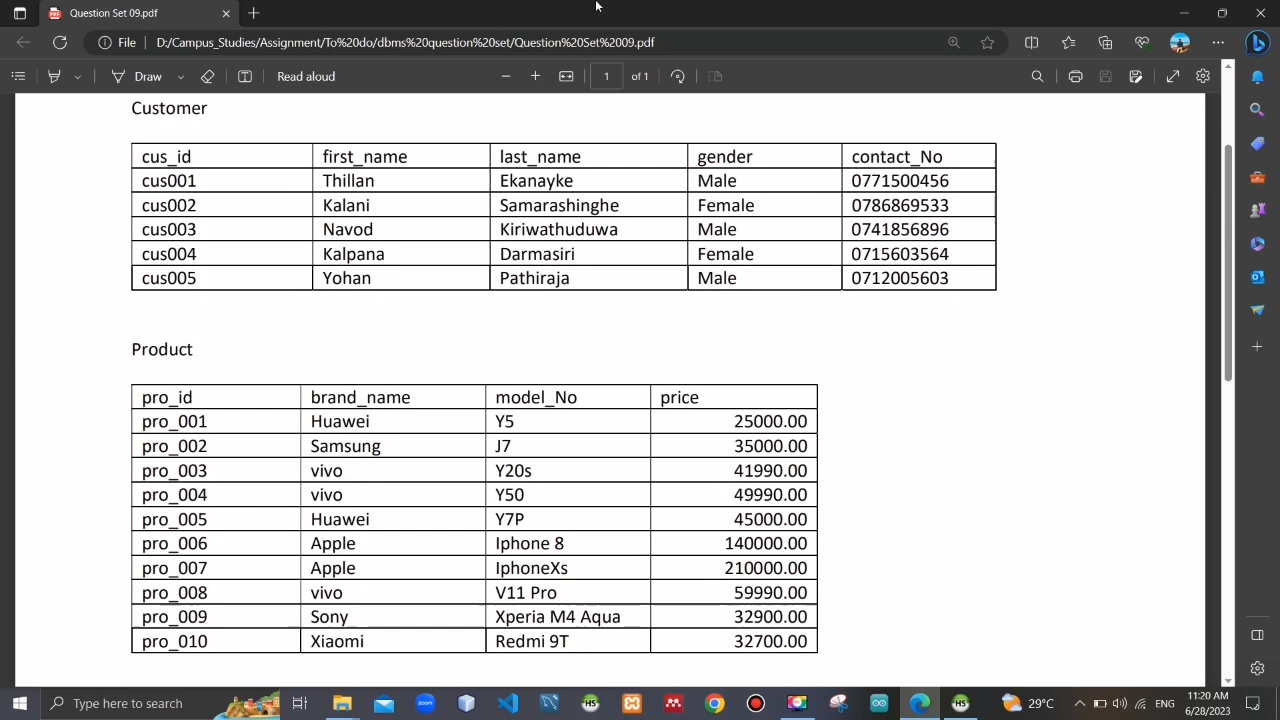 Question Set 09.pdf
File D:/Campus_Studies/Assignment/To%20do/dbms%20question%20set/Question%20Set%2009.pdf
Draw Read aloud 1 of 1
Customer
cus_id first_name last_name gender contact_No
cus001 Thillan Ekanayke Male 0771500456
cus002 Kalani Samarashinghe Female 0786869533
cus003 Navod Kiriwathuduwa Male 0741856896
cus004 Kalpana Darmasiri Female 0715603564
cus005 Yohan Pathiraja Male 0712005603
Product
pro_id brand_name model_No price
pro_001 Huawei Y5 25000.00
pro_002 Samsung J7 35000.00
pro_003 vivo Y20s 41990.00
pro_004 vivo Y50 49990.00
pro_005 Huawei Y7P 45000.00
pro_006 Apple Iphone 8 140000.00
pro_007 Apple IphoneXs 210000.00
pro_008 vivo V11 Pro 59990.00
pro_009 Sony Xperia M4 Aqua 32900.00
pro_010 Xiaomi Redmi 9T 32700.00
Type here to search zoom HS HS 29°C ENG 11:20 AM
6/28/2023